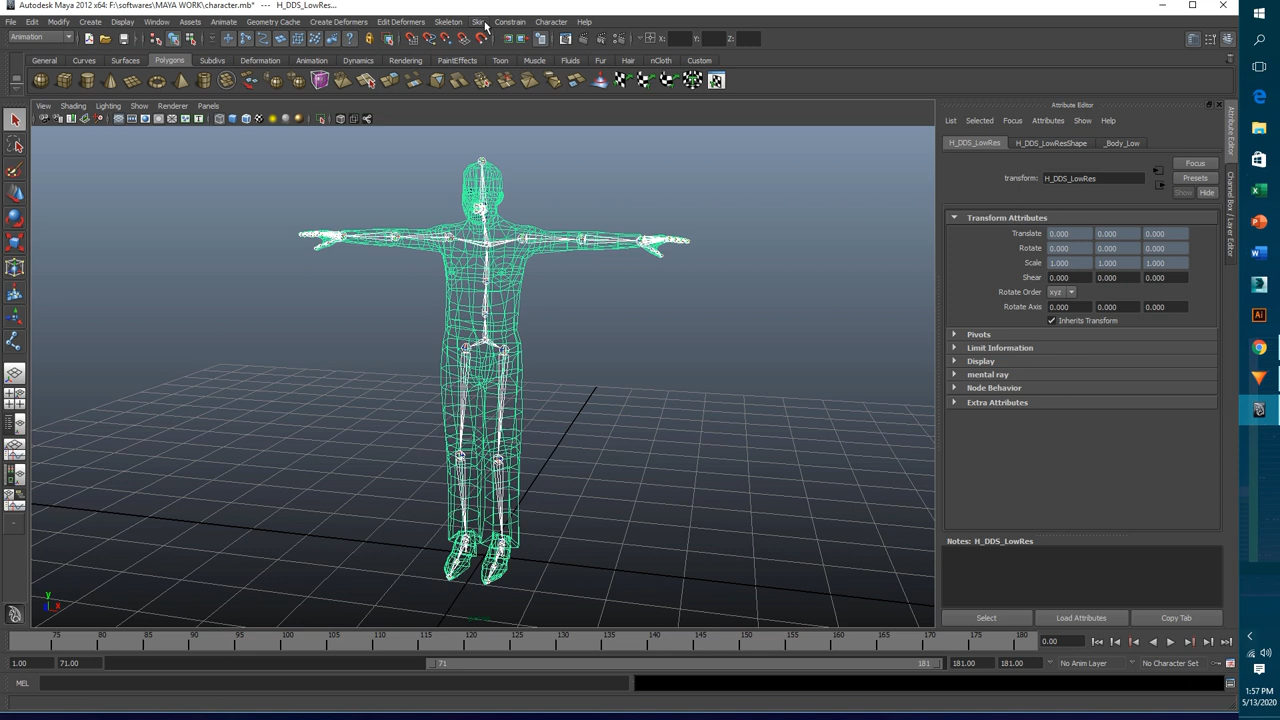 Autodesk Maya 2012 x64: F:\softwares\MAYA WORK\character.mb* --- H_DDS_LowRes...
File Edit Modify Create Display Window Assets Animate Geometry Cache Create Deformers Edit Deformers Skeleton Skin Constrain Character Help
Animation
X: Y: Z:
General Curves Surfaces Polygons Subdivs Deformation Animation Dynamics Rendering PaintEffects Toon Muscle Fluids Fur Hair nCloth Custom
View Shading Lighting Show Renderer Panels
Attribute Editor
List Selected Focus Attributes Show Help
H_DDS_LowRes H_DDS_LowResShape _Body_Low
Focus
transform: H_DDS_LowRes Presets
Show Hide
Transform Attributes
Translate 0.000 0.000 0.000
Rotate 0.000 0.000 0.000
Scale 1.000 1.000 1.000
Shear 0.000 0.000 0.000
Rotate Order xyz
Rotate Axis 0.000 0.000 0.000
Inherits Transform
Pivots
Limit Information
Display
mental ray
Node Behavior
Extra Attributes
Notes: H_DDS_LowRes
Select Load Attributes Copy Tab
Attribute Editor
Channel Box / Layer Editor
y
x
75 80 85 90 95 100 105 110 115 120 125 130 135 140 145 150 155 160 165 170 175 180 0.00
1.00 71.00 71 181 181.00 181.00 No Anim Layer No Character Set
MEL
1:57 PM
5/13/2020